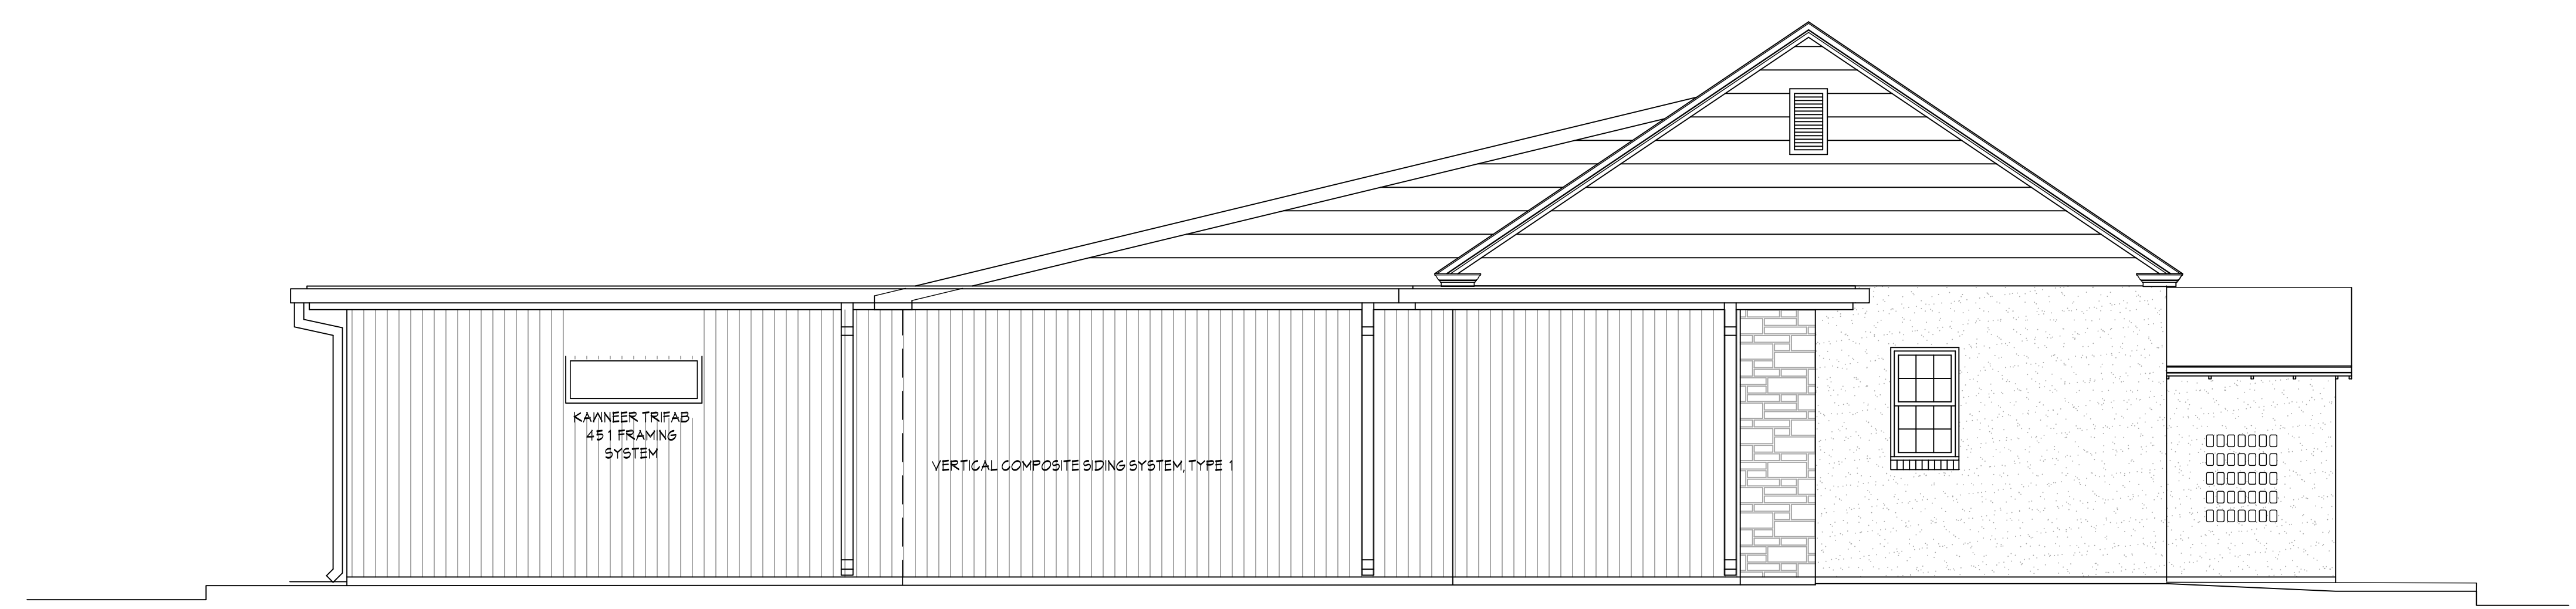 KAWNEER TRIFAB
451 FRAMING
SYSTEM
VERTICAL COMPOSITE SIDING SYSTEM, TYPE 1